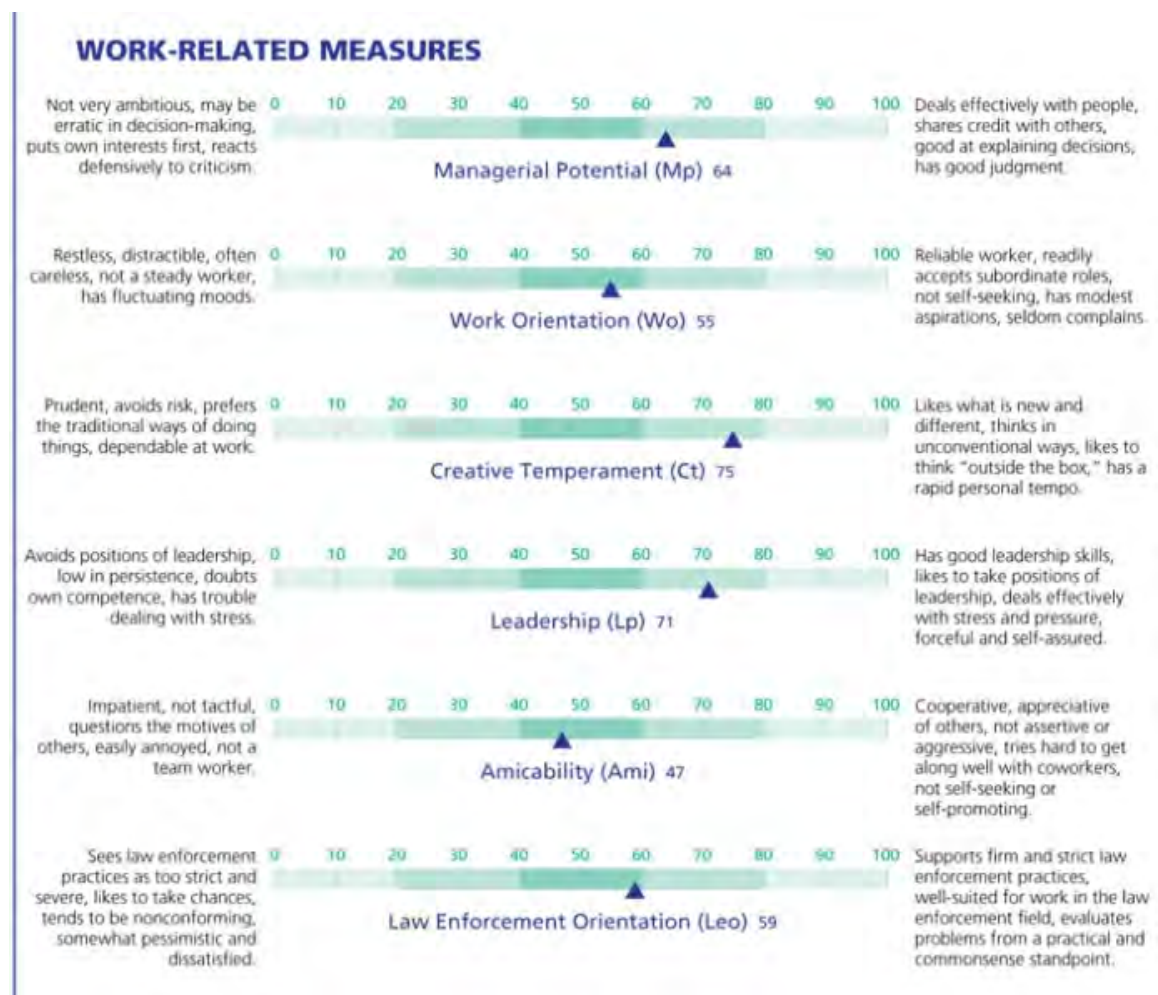 WORK-RELATED MEASURES
Not very ambitious, may be
erratic in decision-making,
puts own interests first, reacts
defensively to criticism.
0 10 20 30 40 50 60 70 80 90 100
Managerial Potential (Mp) 64
Deals effectively with people,
shares credit with others,
good at explaining decisions,
has good judgment.
Restless, distractible, often
careless, not a steady worker,
has fluctuating moods.
0 10 20 30 40 50 60 70 80 90 100
Work Orientation (Wo) 55
Reliable worker, readily
accepts subordinate roles,
not self-seeking, has modest
aspirations, seldom complains.
Prudent, avoids risk, prefers
the traditional ways of doing
things, dependable at work.
0 10 20 30 40 50 60 70 80 90 100
Creative Temperament (Ct) 75
Likes what is new and
different, thinks in
unconventional ways, likes to
think “outside the box,” has a
rapid personal tempo.
Avoids positions of leadership,
low in persistence, doubts
own competence, has trouble
dealing with stress.
0 10 20 30 40 50 60 70 80 90 100
Leadership (Lp) 71
Has good leadership skills,
likes to take positions of
leadership, deals effectively
with stress and pressure,
forceful and self-assured.
Impatient, not tactful,
questions the motives of
others, easily annoyed, not a
team worker.
0 10 20 30 40 50 60 70 80 90 100
Amicability (Ami) 47
Cooperative, appreciative
of others, not assertive or
aggressive, tries hard to get
along well with coworkers,
not self-seeking or
self-promoting.
Sees law enforcement
practices as too strict and
severe, likes to take chances,
tends to be nonconforming,
somewhat pessimistic and
dissatisfied.
0 10 20 30 40 50 60 70 80 90 100
Law Enforcement Orientation (Leo) 59
Supports firm and strict law
enforcement practices,
well-suited for work in the law
enforcement field, evaluates
problems from a practical and
commonsense standpoint.